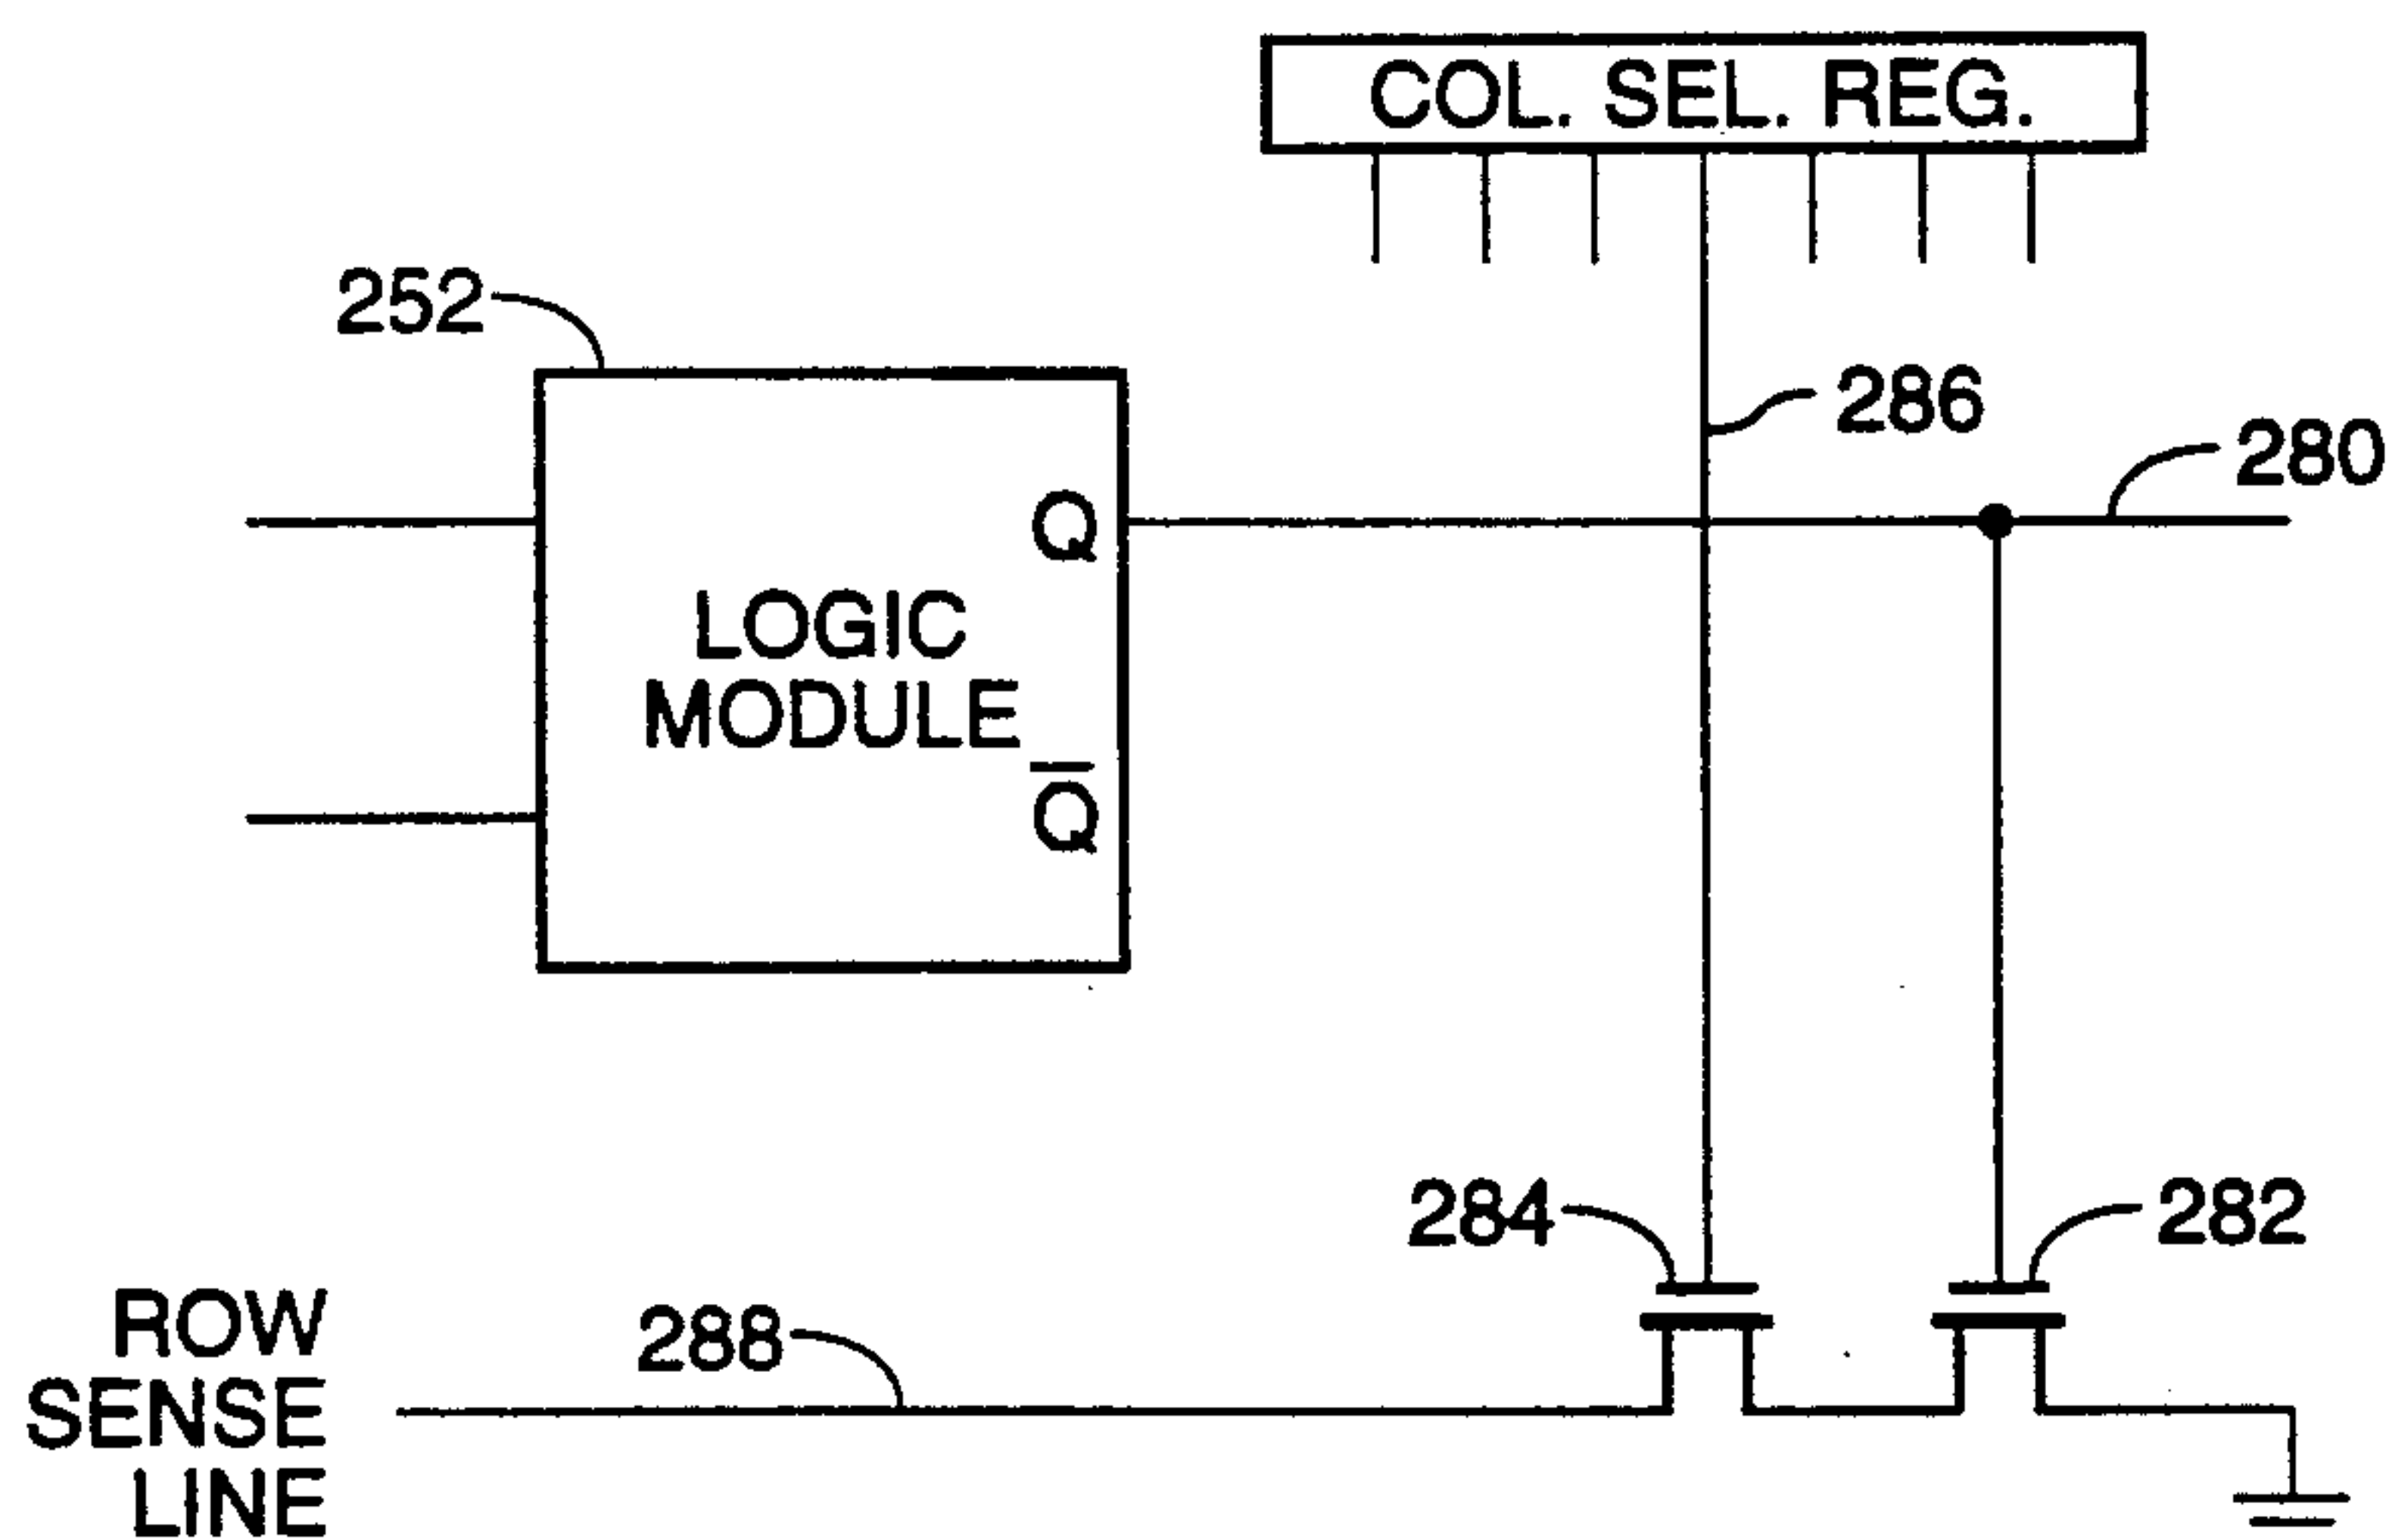 COL. SEL. REG.
252
286
280
Q
LOGIC
MODULE
Q̅
284
282
288
ROW
SENSE
LINE